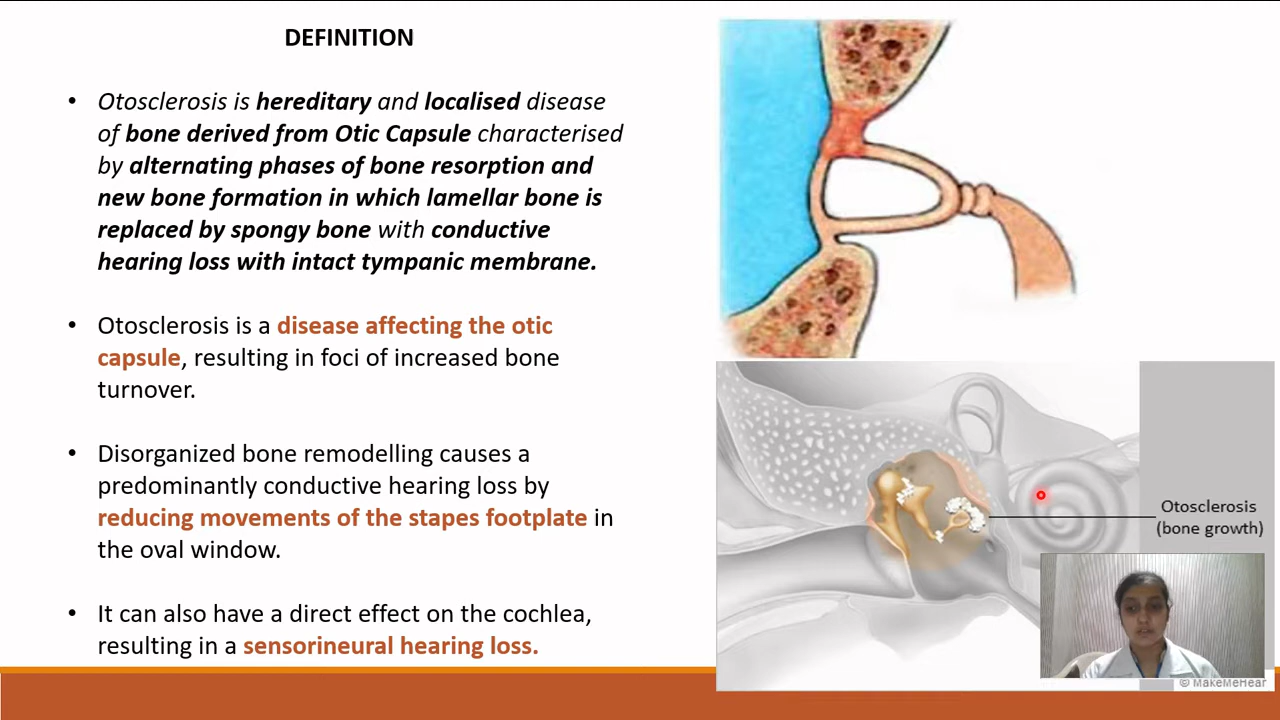 DEFINITION
• Otosclerosis is hereditary and localised disease
of bone derived from Otic Capsule characterised
by alternating phases of bone resorption and
new bone formation in which lamellar bone is
replaced by spongy bone with conductive
hearing loss with intact tympanic membrane.
• Otosclerosis is a disease affecting the otic
capsule, resulting in foci of increased bone
turnover.
• Disorganized bone remodelling causes a
predominantly conductive hearing loss by
reducing movements of the stapes footplate in
the oval window.
• It can also have a direct effect on the cochlea,
resulting in a sensorineural hearing loss.
Otosclerosis
(bone growth)
© MakeMeHear